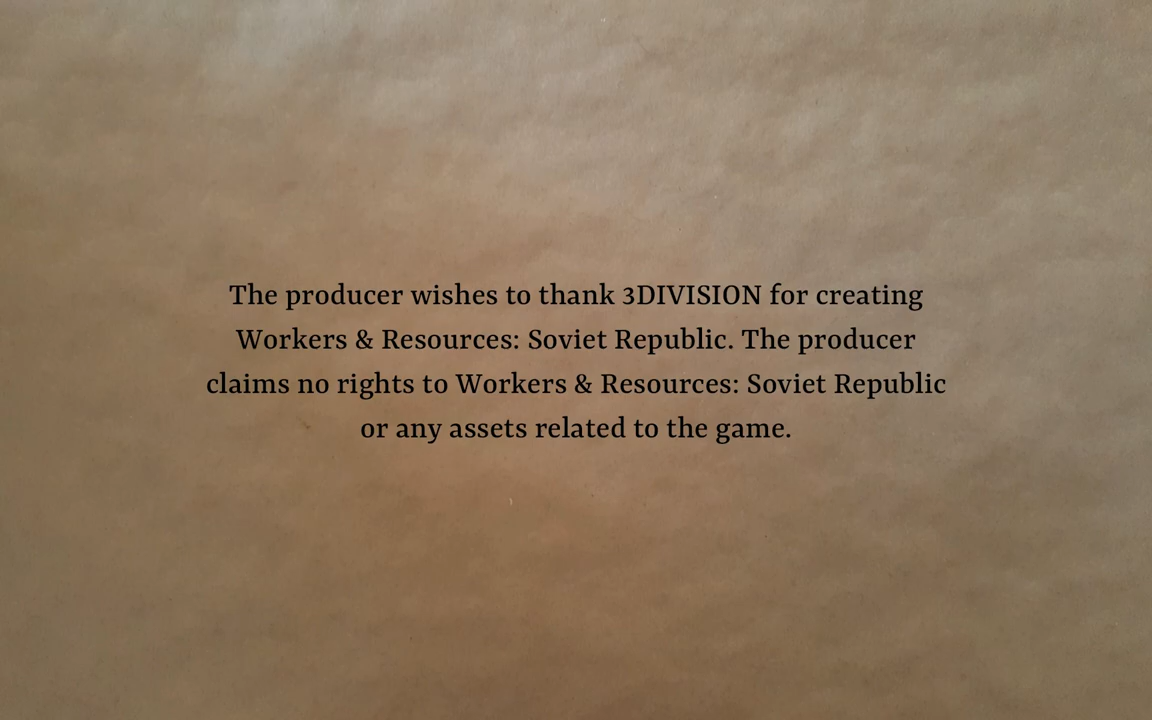 The producer wishes to thank 3DIVISION for creating
Workers & Resources: Soviet Republic. The producer
claims no rights to Workers & Resources: Soviet Republic
or any assets related to the game.